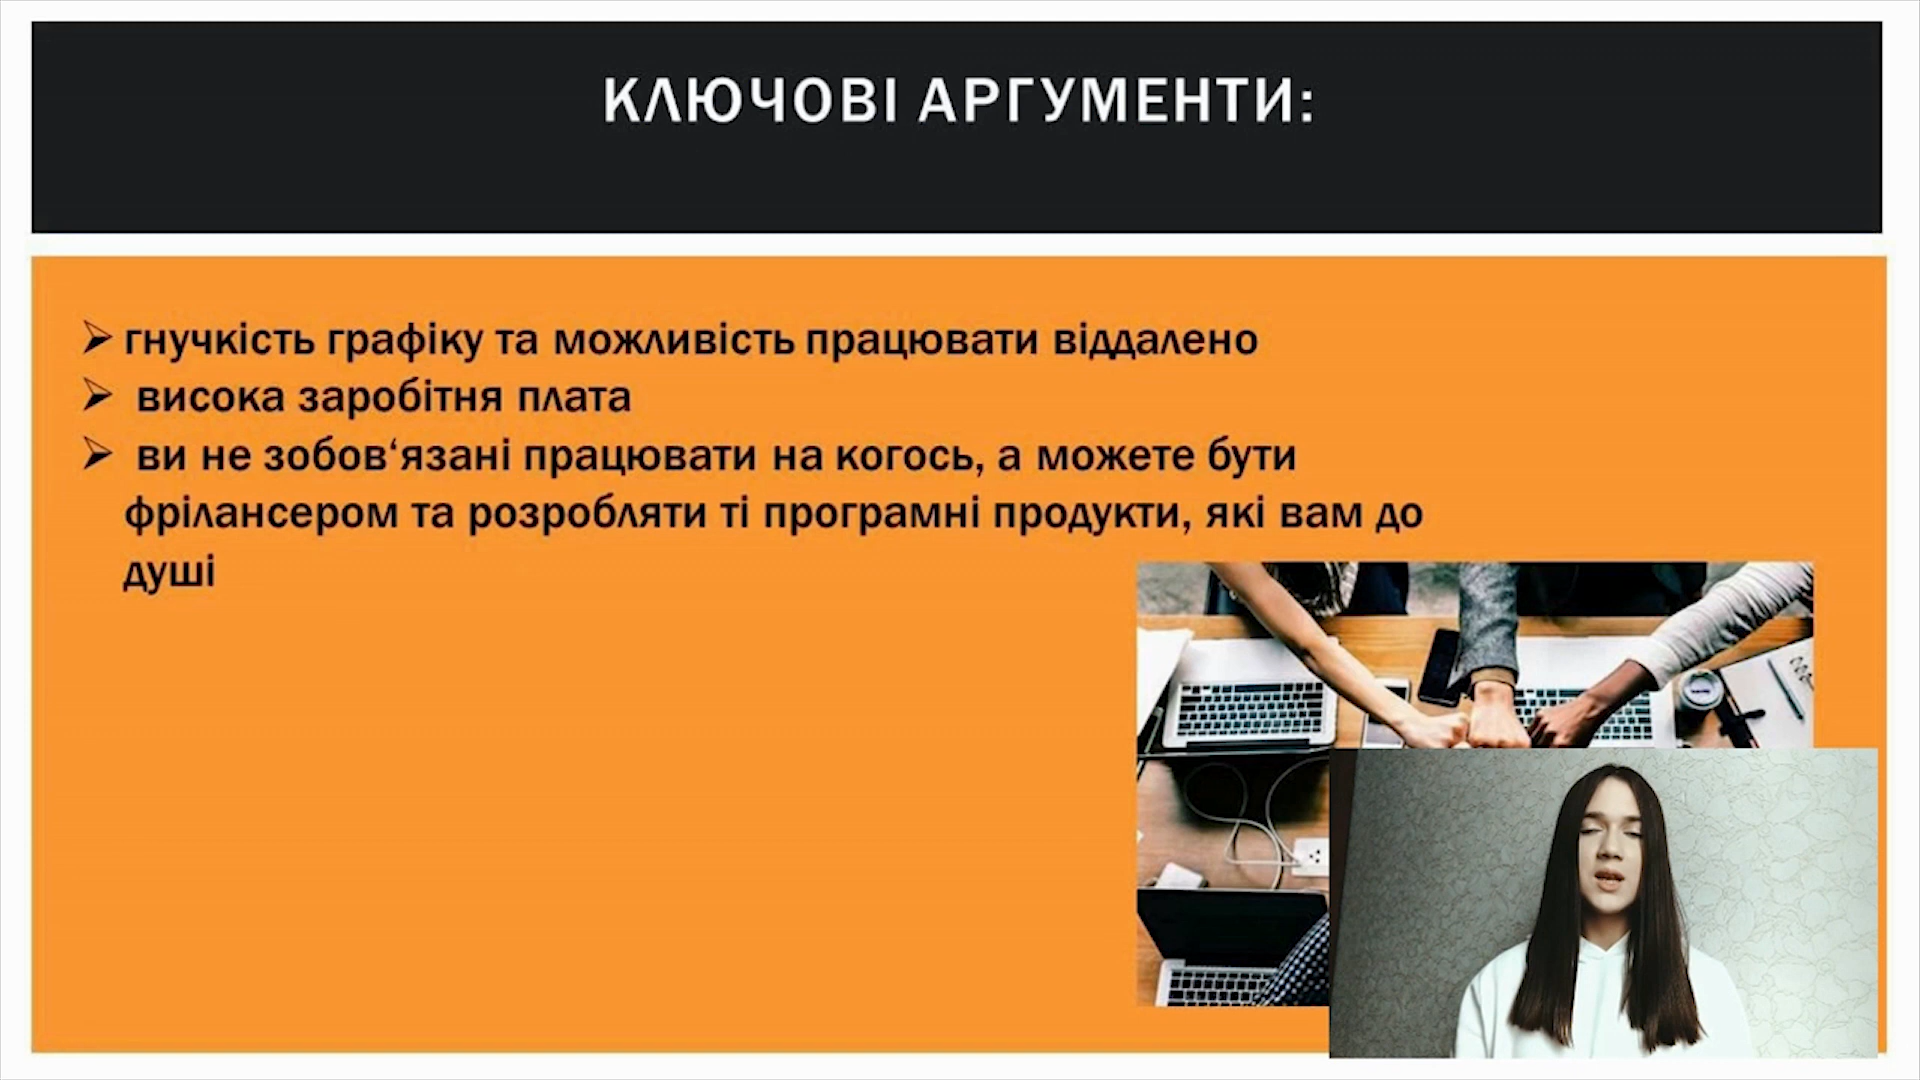 КЛЮЧОВІ АРГУМЕНТИ:
➢ гнучкість графіку та можливість працювати віддалено
➢ висока заробітня плата
➢ ви не зобов‘язані працювати на когось, а можете бути
фрілансером та розробляти ті програмні продукти, які вам до
душі